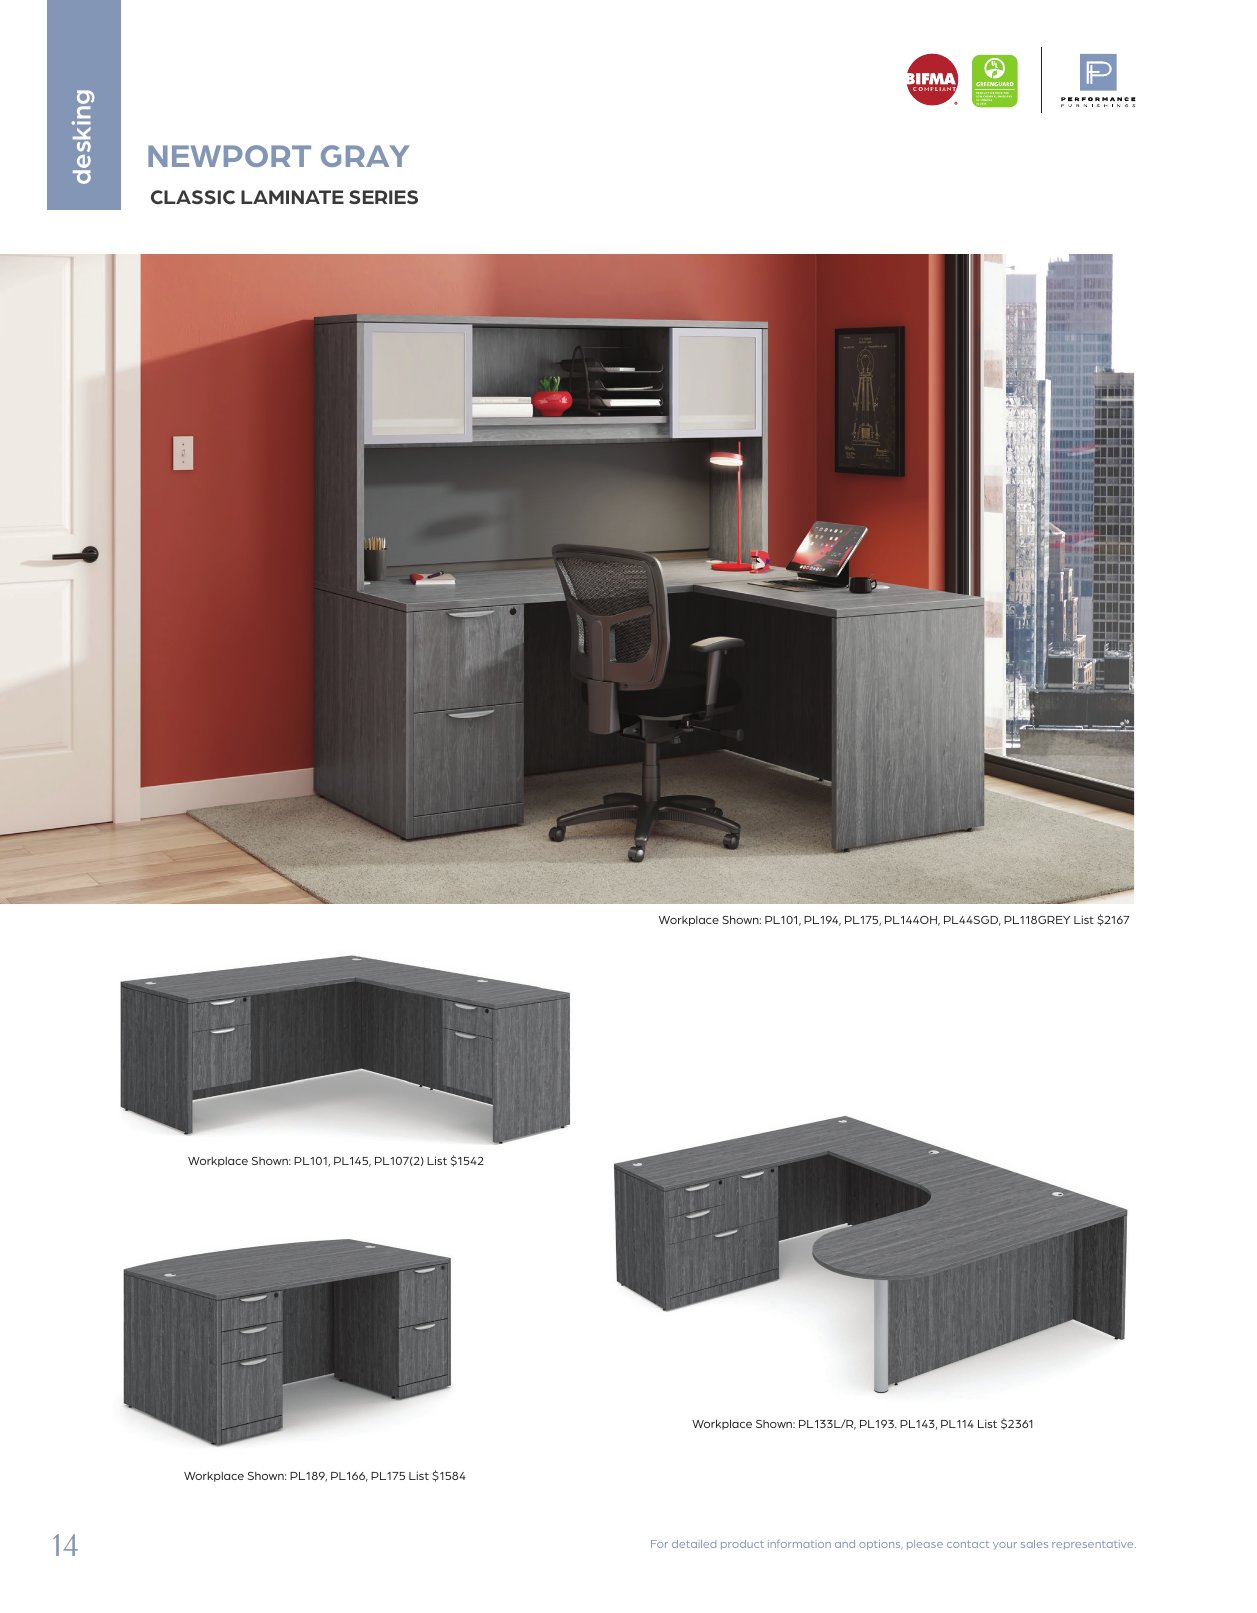 desking
BIFMA
COMPLIANT
GREENGUARD
PERFORMANCE
FURNISHINGS
NEWPORT GRAY
CLASSIC LAMINATE SERIES
Workplace Shown: PL101, PL194, PL175, PL144OH, PL44SGD, PL118GREY List $2167
Workplace Shown: PL101, PL145, PL107(2) List $1542
Workplace Shown: PL133L/R, PL193. PL143, PL114 List $2361
Workplace Shown: PL189, PL166, PL175 List $1584
14
For detailed product information and options, please contact your sales representative.